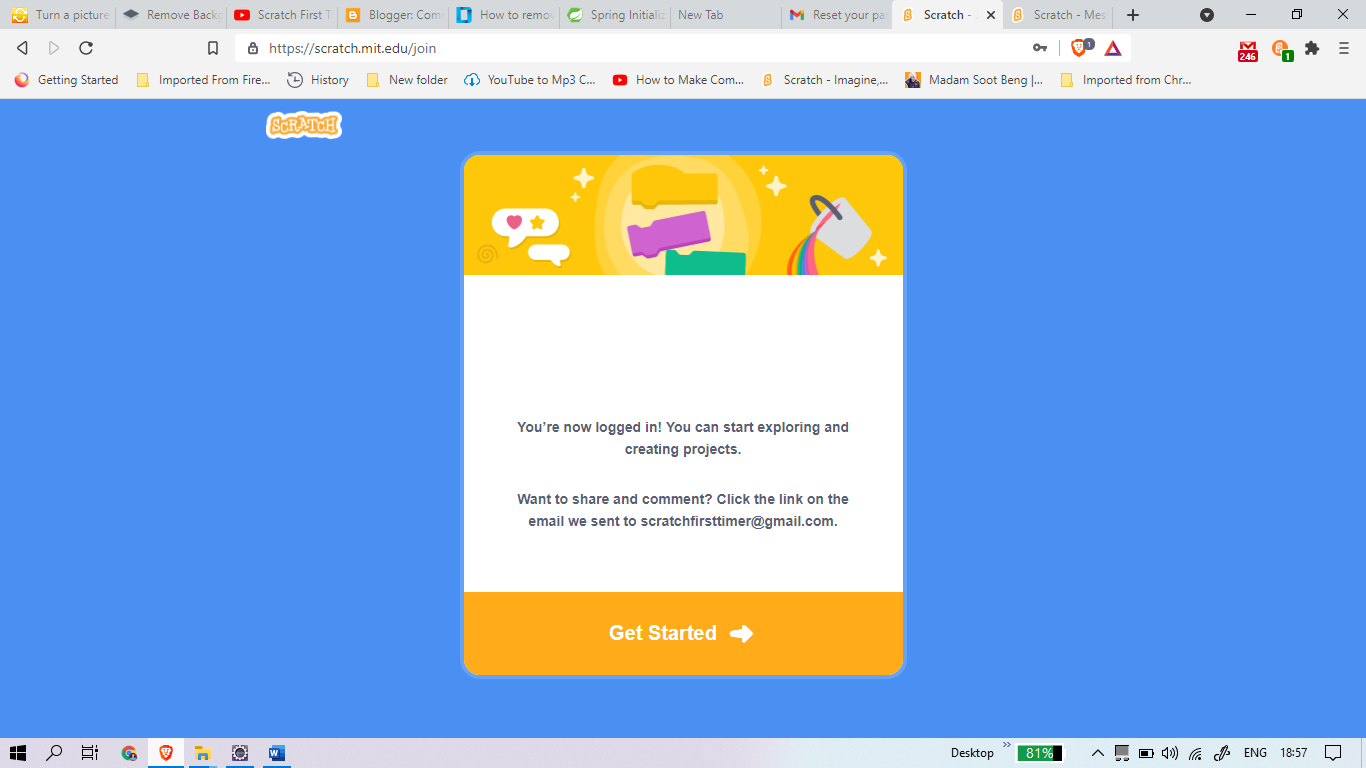 Turn a picture
Remove Backg
Scratch First T
Blogger: Com
How to remov
Spring Initializ
New Tab
Reset your pa
Scratch -
Scratch - Mes
https://scratch.mit.edu/join
1
246
1
Getting Started
Imported From Fire...
History
New folder
YouTube to Mp3 C...
How to Make Com...
Scratch - Imagine,...
Madam Soot Beng |...
Imported from Chr...
SCRATCH
You're now logged in! You can start exploring and
creating projects.
Want to share and comment? Click the link on the
email we sent to scratchfirsttimer@gmail.com.
Get Started
Desktop
81%
ENG
18:57